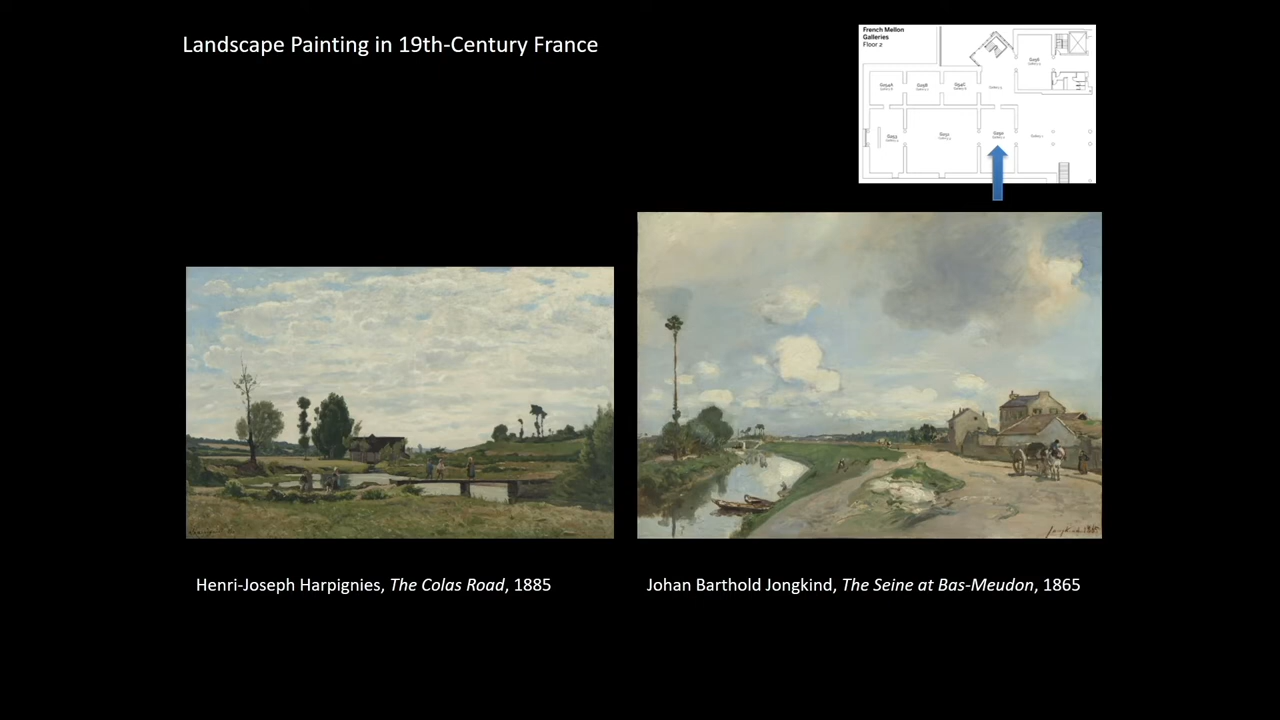 Landscape Painting in 19th-Century France
French Mellon
Galleries
Floor 2
Henri-Joseph Harpignies, The Colas Road, 1885
Johan Barthold Jongkind, The Seine at Bas-Meudon, 1865